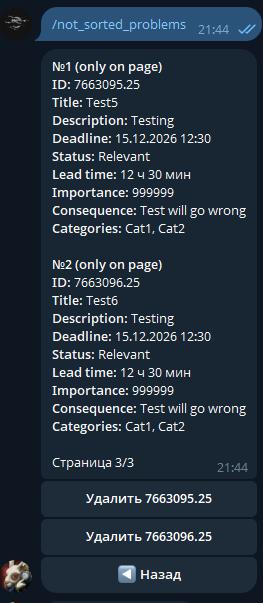 /not_sorted_problems
21:44
№1 (only on page)
ID: 7663095.25
Title: Test5
Description: Testing
Deadline: 15.12.2026 12:30
Status: Relevant
Lead time: 12 ч 30 мин
Importance: 999999
Consequence: Test will go wrong
Categories: Cat1, Cat2
№2 (only on page)
ID: 7663096.25
Title: Test6
Description: Testing
Deadline: 15.12.2026 12:30
Status: Relevant
Lead time: 12 ч 30 мин
Importance: 999999
Consequence: Test will go wrong
Categories: Cat1, Cat2
Страница 3/3
21:44
Удалить 7663095.25
Удалить 7663096.25
Назад